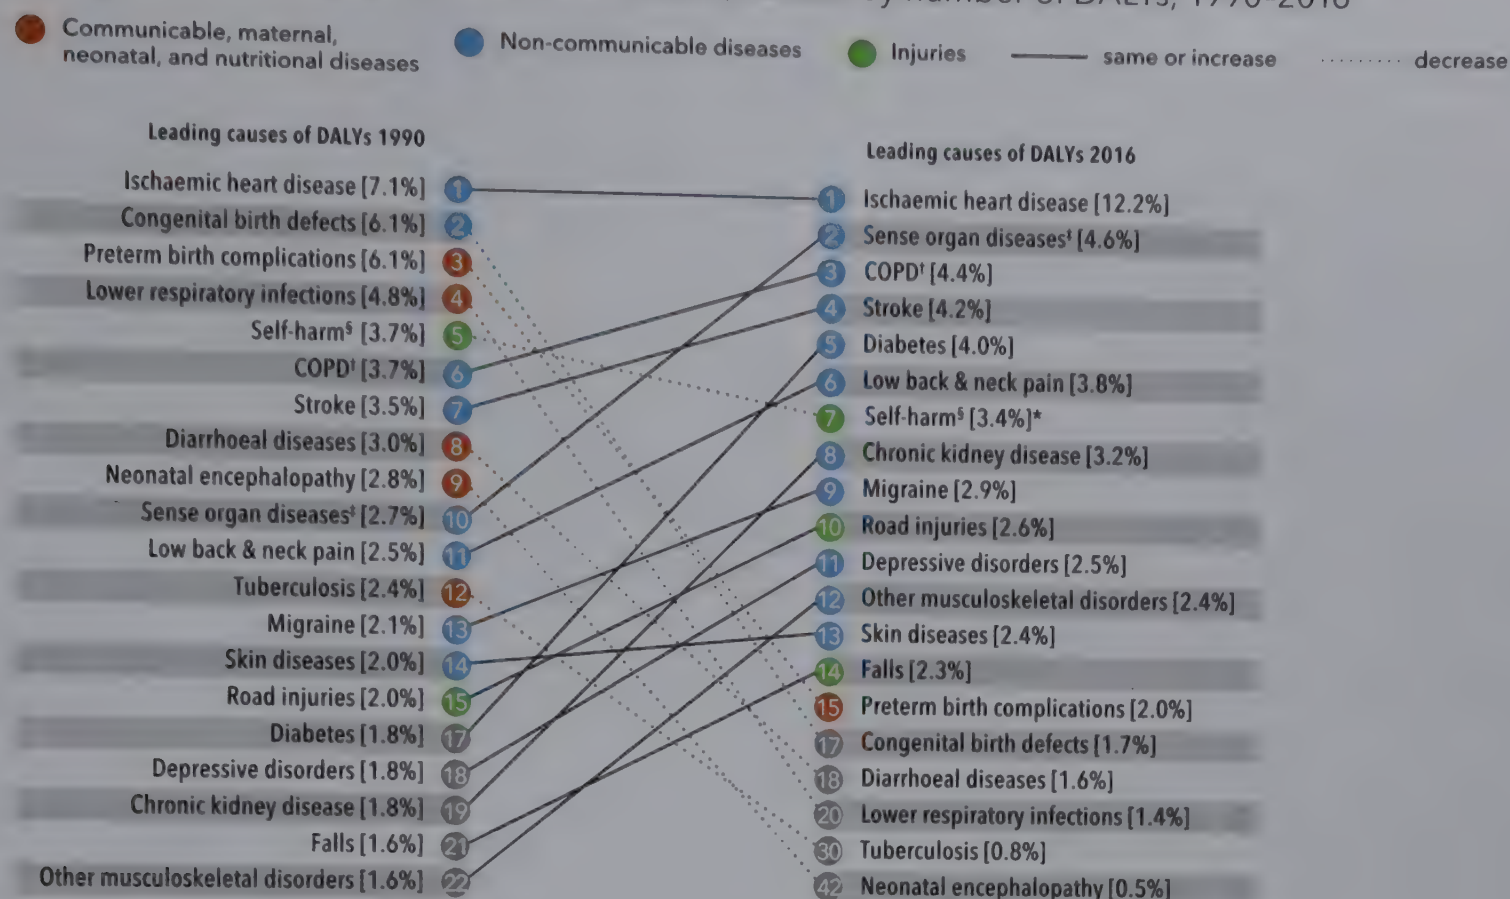 by number of DALYs, 1990-2016
Communicable, maternal,
neonatal, and nutritional diseases
Non-communicable diseases
Injuries
same or increase
decrease
Leading causes of DALYs 1990
Ischaemic heart disease [7.1%] 1
Congenital birth defects [6.1%] 2
Preterm birth complications [6.1%] 3
Lower respiratory infections [4.8%] 4
Self-harm§ [3.7%] 5
COPD† [3.7%] 6
Stroke [3.5%] 7
Diarrhoeal diseases [3.0%] 8
Neonatal encephalopathy [2.8%] 9
Sense organ diseases‡ [2.7%] 10
Low back & neck pain [2.5%] 11
Tuberculosis [2.4%] 12
Migraine [2.1%] 13
Skin diseases [2.0%] 14
Road injuries [2.0%] 15
Diabetes [1.8%] 17
Depressive disorders [1.8%] 18
Chronic kidney disease [1.8%] 19
Falls [1.6%] 21
Other musculoskeletal disorders [1.6%] 22
Leading causes of DALYs 2016
1 Ischaemic heart disease [12.2%]
2 Sense organ diseases‡ [4.6%]
3 COPD† [4.4%]
4 Stroke [4.2%]
5 Diabetes [4.0%]
6 Low back & neck pain [3.8%]
7 Self-harm§ [3.4%]*
8 Chronic kidney disease [3.2%]
9 Migraine [2.9%]
10 Road injuries [2.6%]
11 Depressive disorders [2.5%]
12 Other musculoskeletal disorders [2.4%]
13 Skin diseases [2.4%]
14 Falls [2.3%]
15 Preterm birth complications [2.0%]
17 Congenital birth defects [1.7%]
18 Diarrhoeal diseases [1.6%]
20 Lower respiratory infections [1.4%]
30 Tuberculosis [0.8%]
42 Neonatal encephalopathy [0.5%]